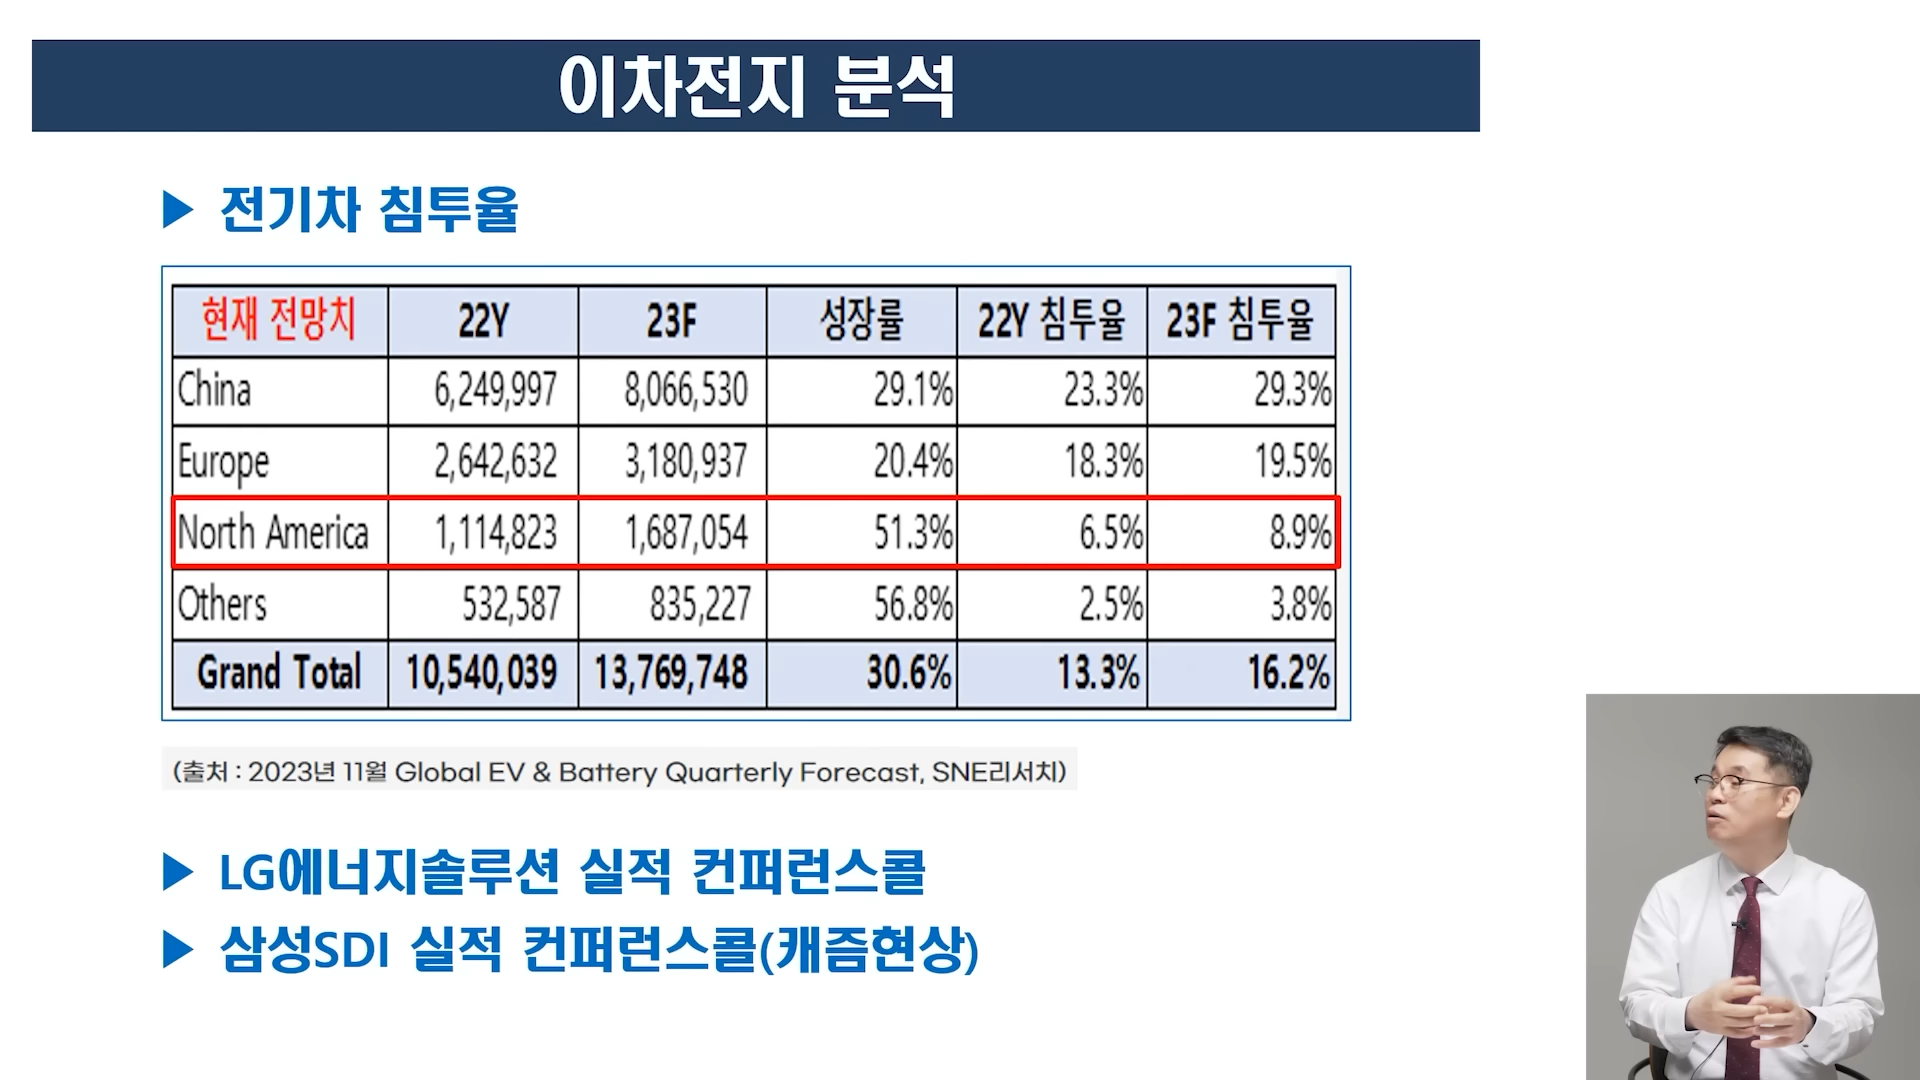 이차전지 분석
▶ 전기차 침투율
현재 전망치 22Y 23F 성장률 22Y 침투율 23F 침투율
China 6,249,997 8,066,530 29.1% 23.3% 29.3%
Europe 2,642,632 3,180,937 20.4% 18.3% 19.5%
North America 1,114,823 1,687,054 51.3% 6.5% 8.9%
Others 532,587 835,227 56.8% 2.5% 3.8%
Grand Total 10,540,039 13,769,748 30.6% 13.3% 16.2%
(출처 : 2023년 11월 Global EV & Battery Quarterly Forecast, SNE리서치)
▶ LG에너지솔루션 실적 컨퍼런스콜
▶ 삼성SDI 실적 컨퍼런스콜(캐즘현상)